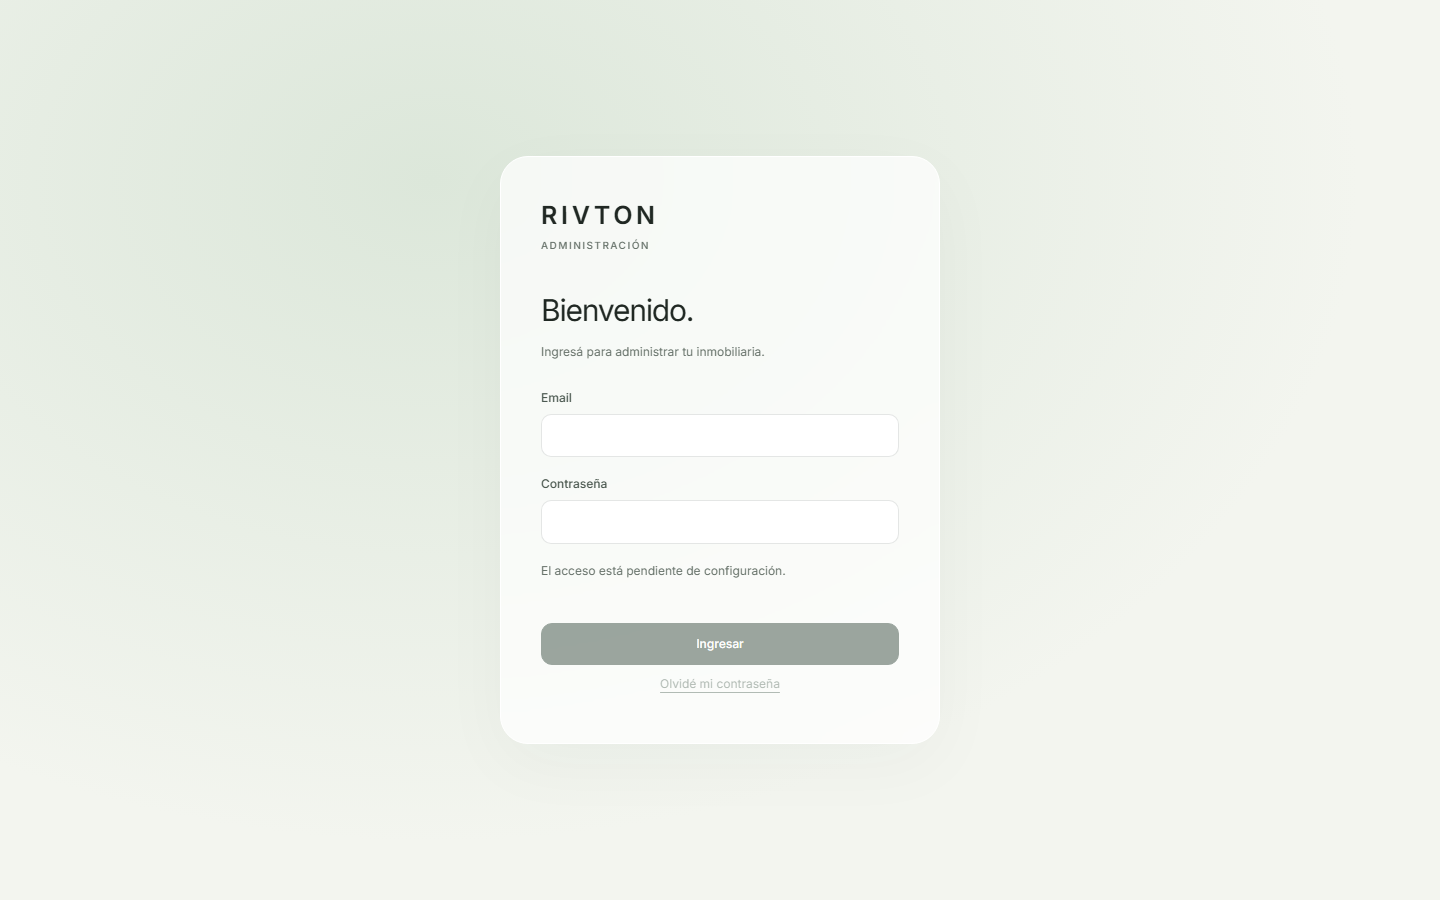 RIVTON
ADMINISTRACIÓN
Bienvenido.
Ingresá para administrar tu inmobiliaria.
Email
Contraseña
El acceso está pendiente de configuración.
Ingresar
Olvidé mi contraseña